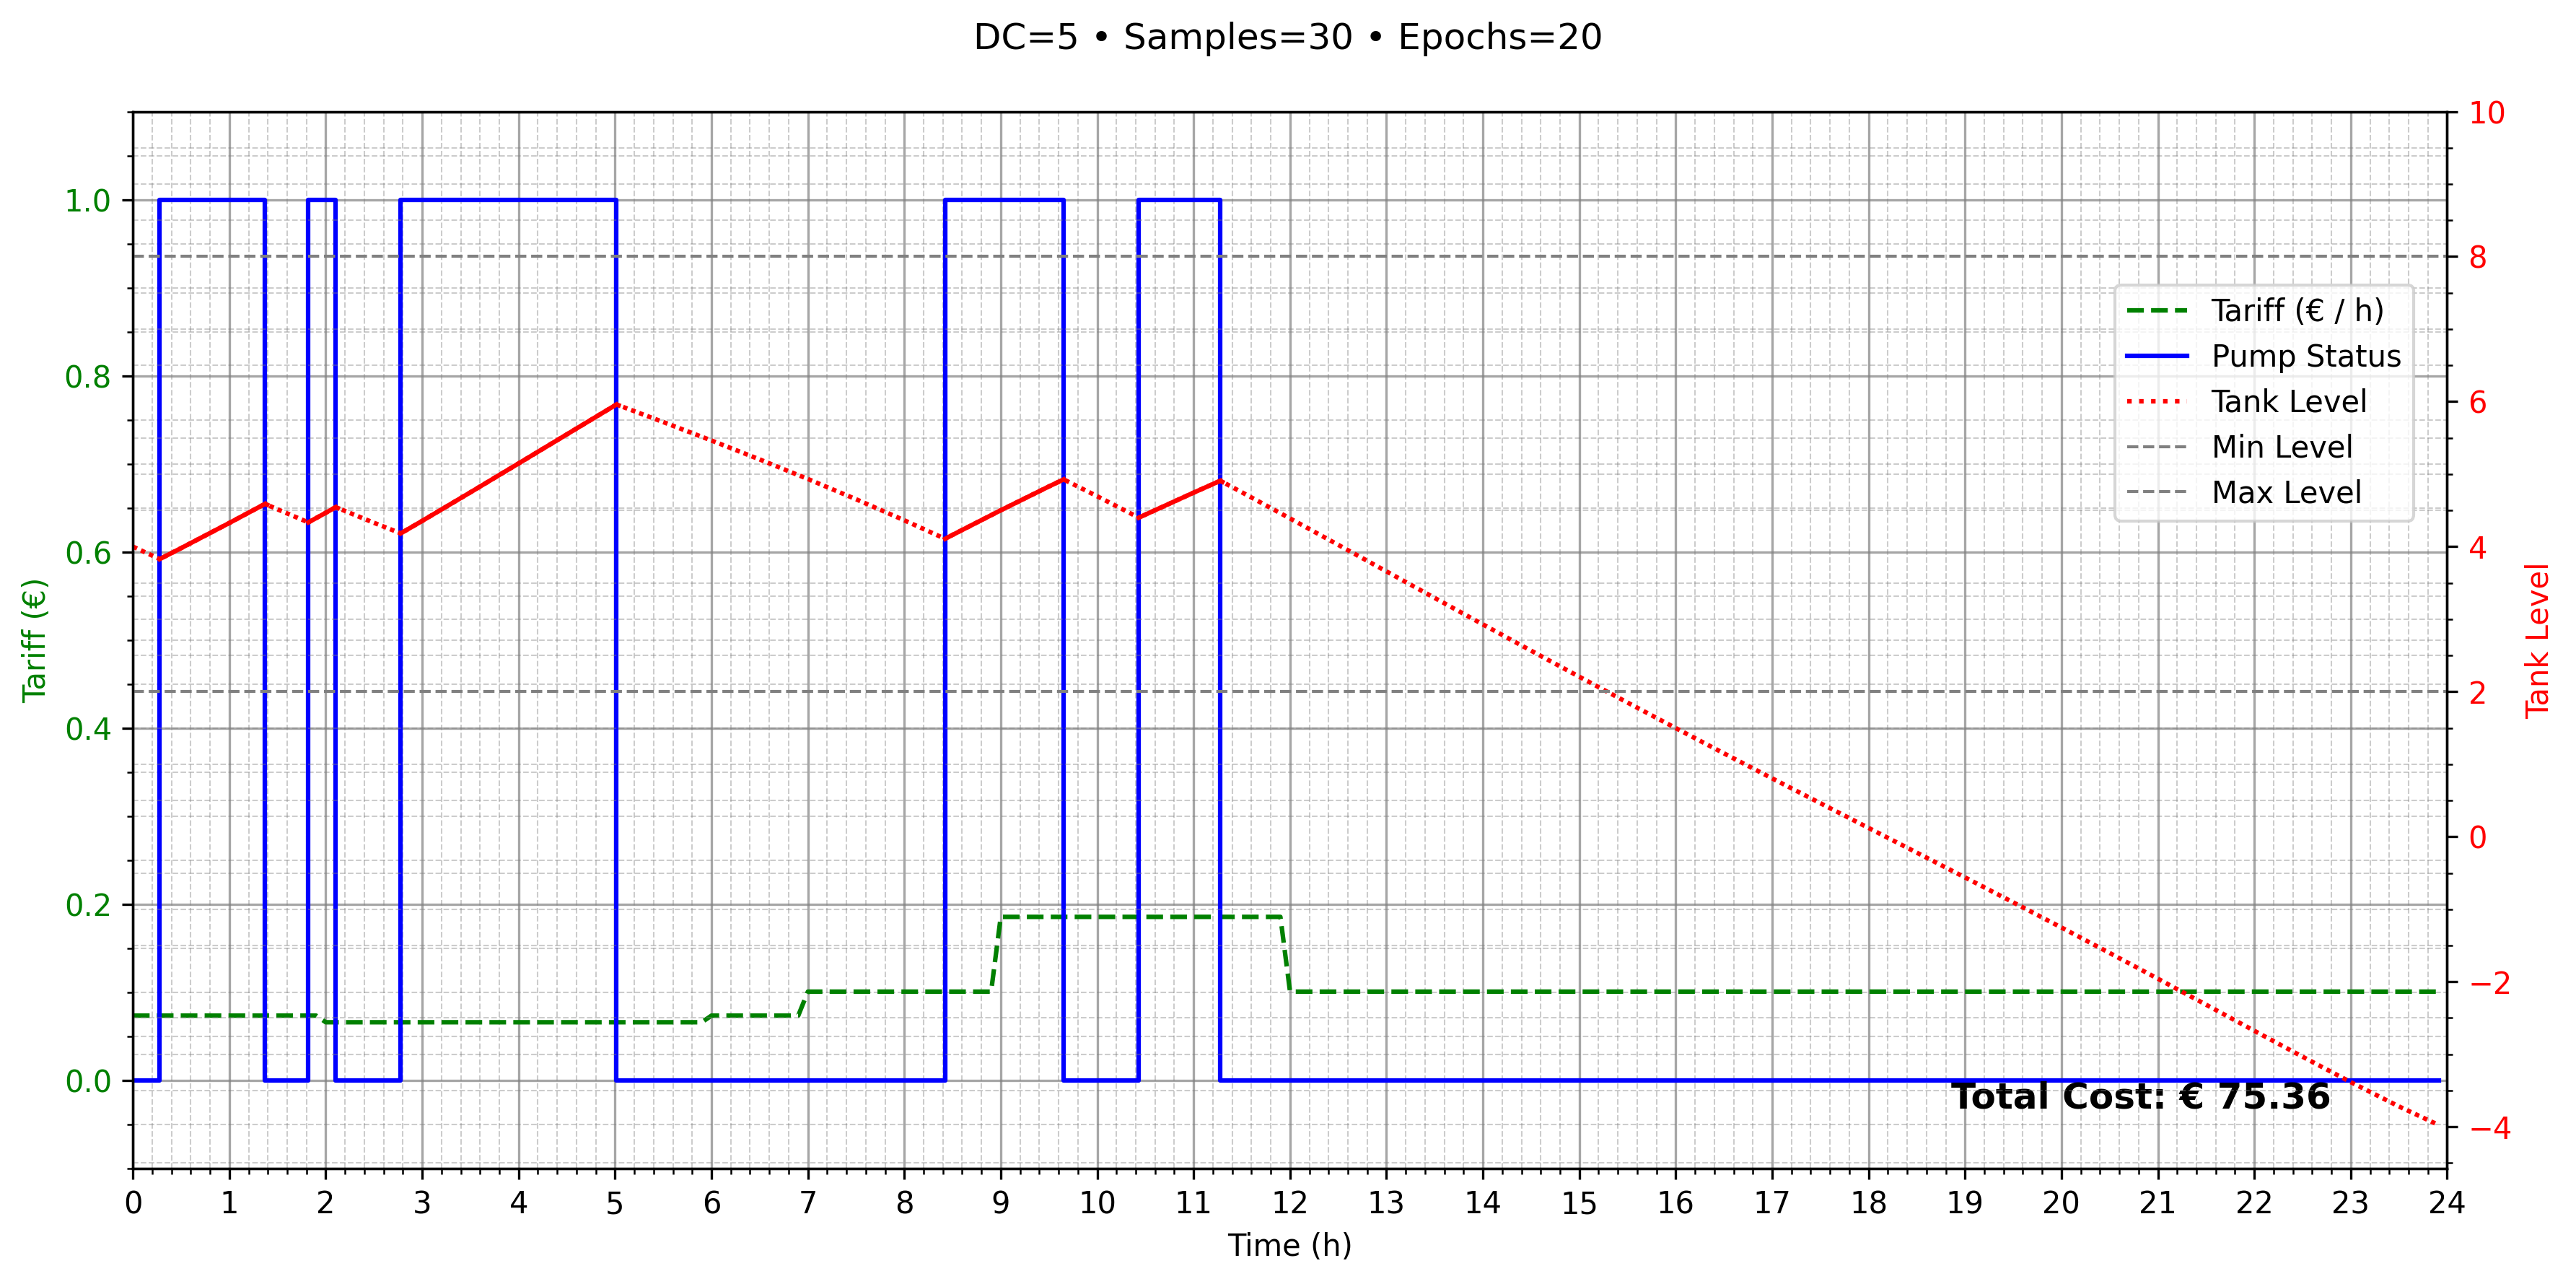 DC=5 • Samples=30 • Epochs=20
10
1.0
8
Tariff (€ / h)
Pump Status
0.8
Tank Level
6
Min Level
Max Level
0.6
4
Tariff (€)
Tank Level
2
0.4
0
0.2
−2
0.0
Total Cost: € 75.36
−4
0 1 2 3 4 5 6 7 8 9 10 11 12 13 14 15 16 17 18 19 20 21 22 23 24
Time (h)